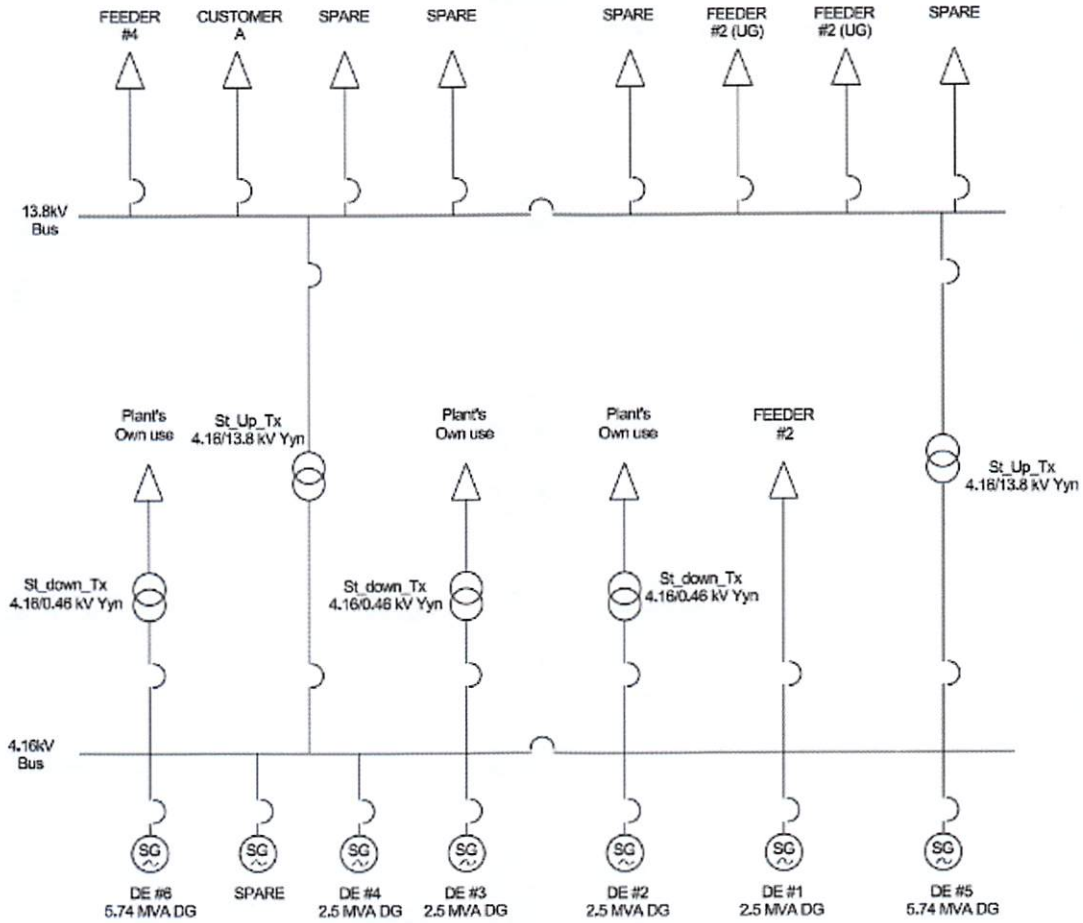 FEEDER
#4
CUSTOMER
A
SPARE
SPARE
SPARE
FEEDER
#2 (UG)
FEEDER
#2 (UG)
SPARE
13.8kV
Bus
Plant's
Own use
St_Up_Tx
4.16/13.8 kV Yyn
Plant's
Own use
Plant's
Own use
FEEDER
#2
St_Up_Tx
4.16/13.8 kV Yyn
St_down_Tx
4.16/0.46 kV Yyn
St_down_Tx
4.16/0.46 kV Yyn
St_down_Tx
4.16/0.46 kV Yyn
4.16kV
Bus
SG
SG
SG
SG
SG
SG
SG
DE #6
5.74 MVA DG
SPARE
DE #4
2.5 MVA DG
DE #3
2.5 MVA DG
DE #2
2.5 MVA DG
DE #1
2.5 MVA DG
DE #5
5.74 MVA DG